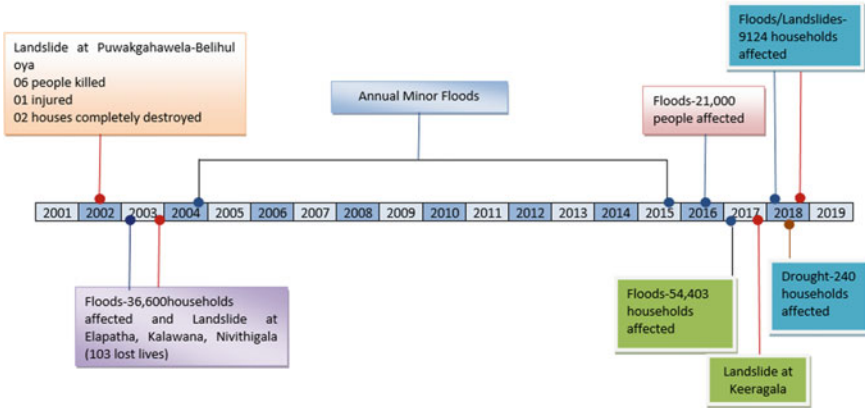 Landslide at Puwakgahawela-Belihul
oya
06 people killed
01 injured
02 houses completely destroyed
Annual Minor Floods
Floods-21,000
people affected
Floods/Landslides-
9124 households
affected
2001 2002 2003 2004 2005 2006 2007 2008 2009 2010 2011 2012 2013 2014 2015 2016 2017 2018 2019
Floods-36,600households
affected and Landslide at
Elapatha, Kalawana, Nivithigala
(103 lost lives)
Floods-54,403
households
affected
Landslide at
Keeragala
Drought-240
households
affected